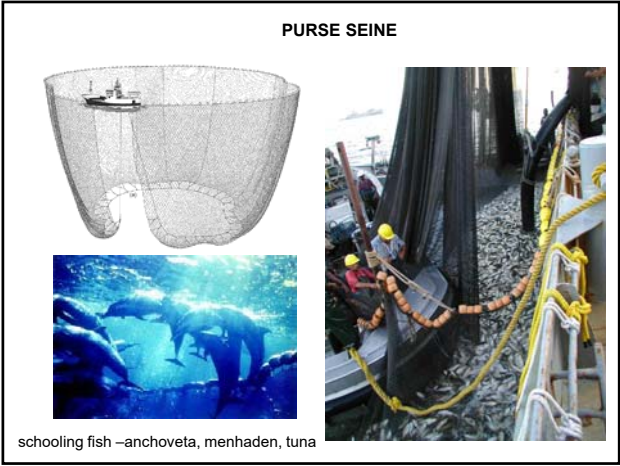 PURSE SEINE
schooling fish –anchoveta, menhaden, tuna